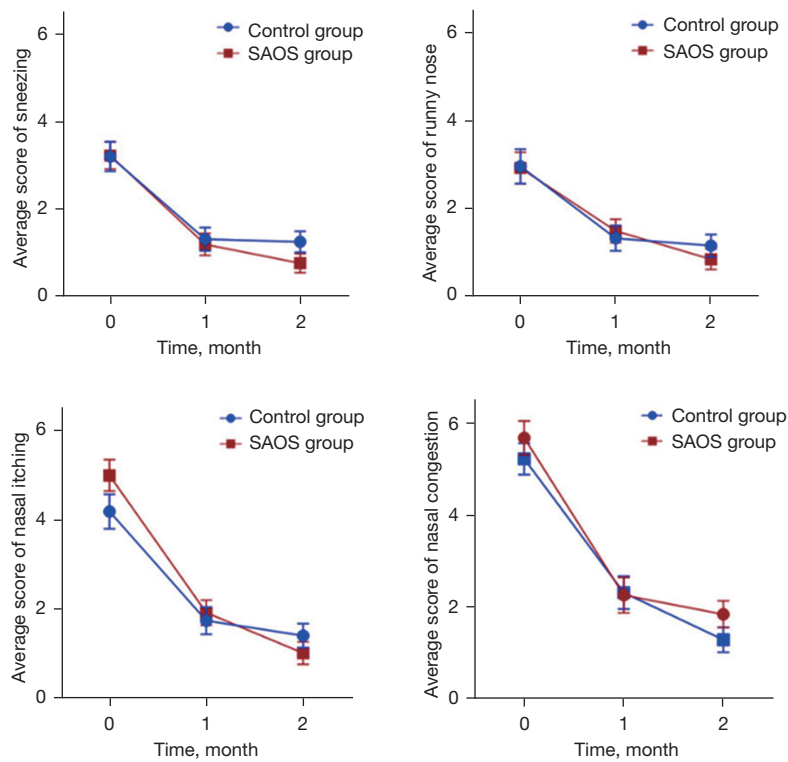 Average score of sneezing
6
4
2
0
Control group
SAOS group
0 1 2
Time, month
Average score of runny nose
6
4
2
0
Control group
SAOS group
0 1 2
Time, month
Average score of nasal itching
6
4
2
0
Control group
SAOS group
0 1 2
Time, month
Average score of nasal congestion
6
4
2
0
Control group
SAOS group
0 1 2
Time, month